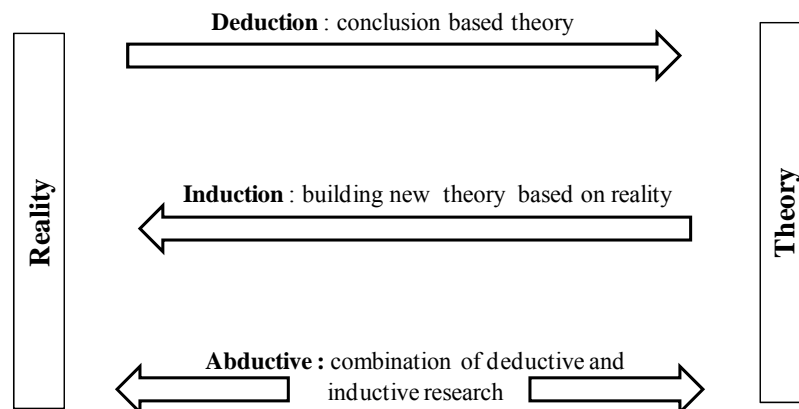 Deduction : conclusion based theory
Reality
Theory
Induction : building new theory based on reality
Abductive : combination of deductive and
inductive research